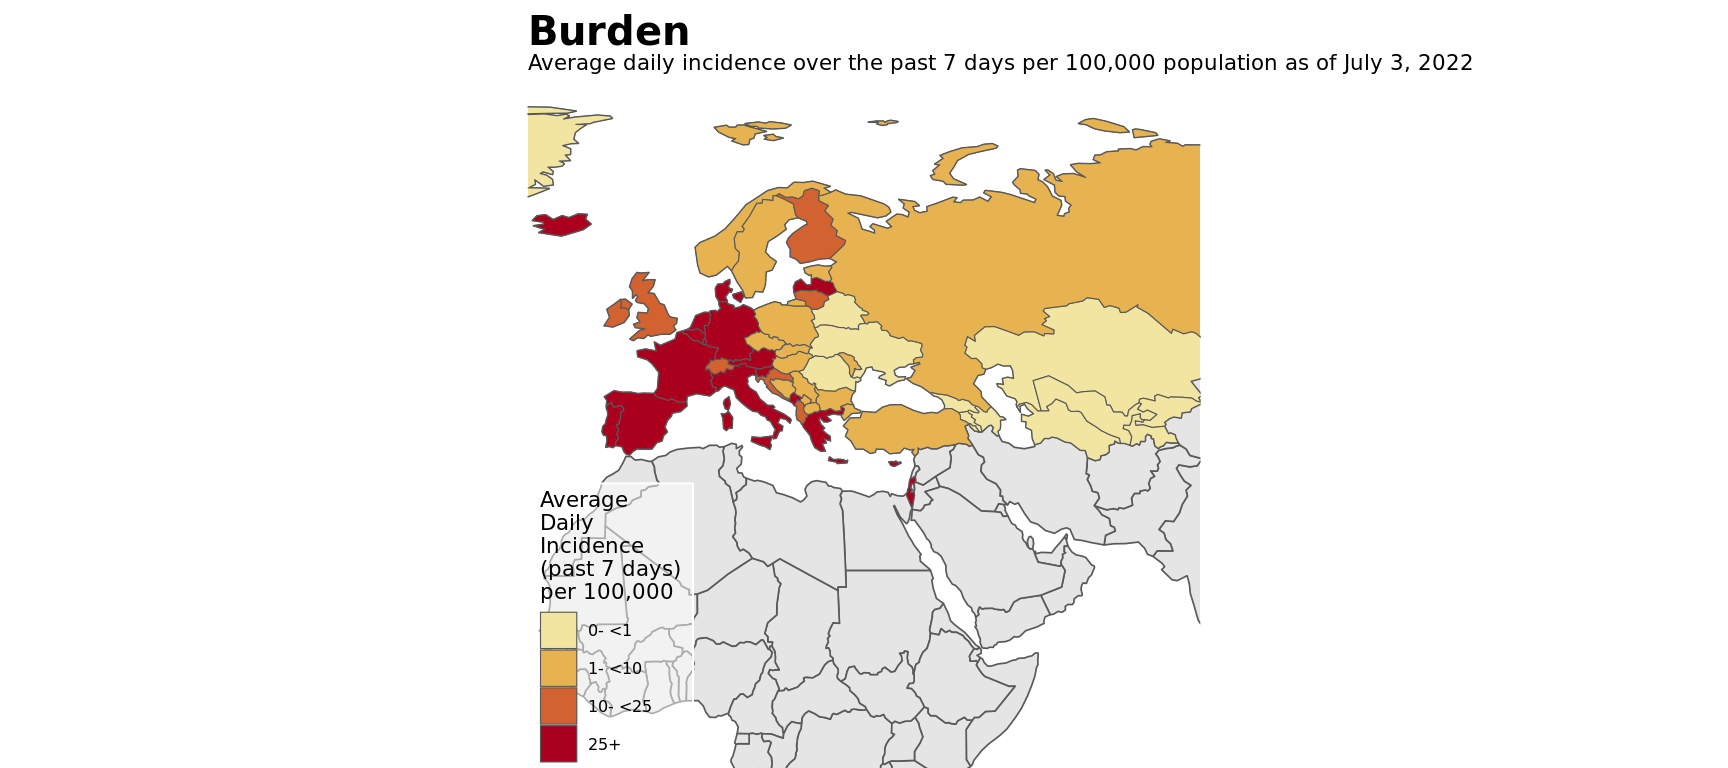 Burden
Average daily incidence over the past 7 days per 100,000 population as of July 3, 2022
Average
Daily
Incidence
(past 7 days)
per 100,000
0- <1
1- <10
10- <25
25+